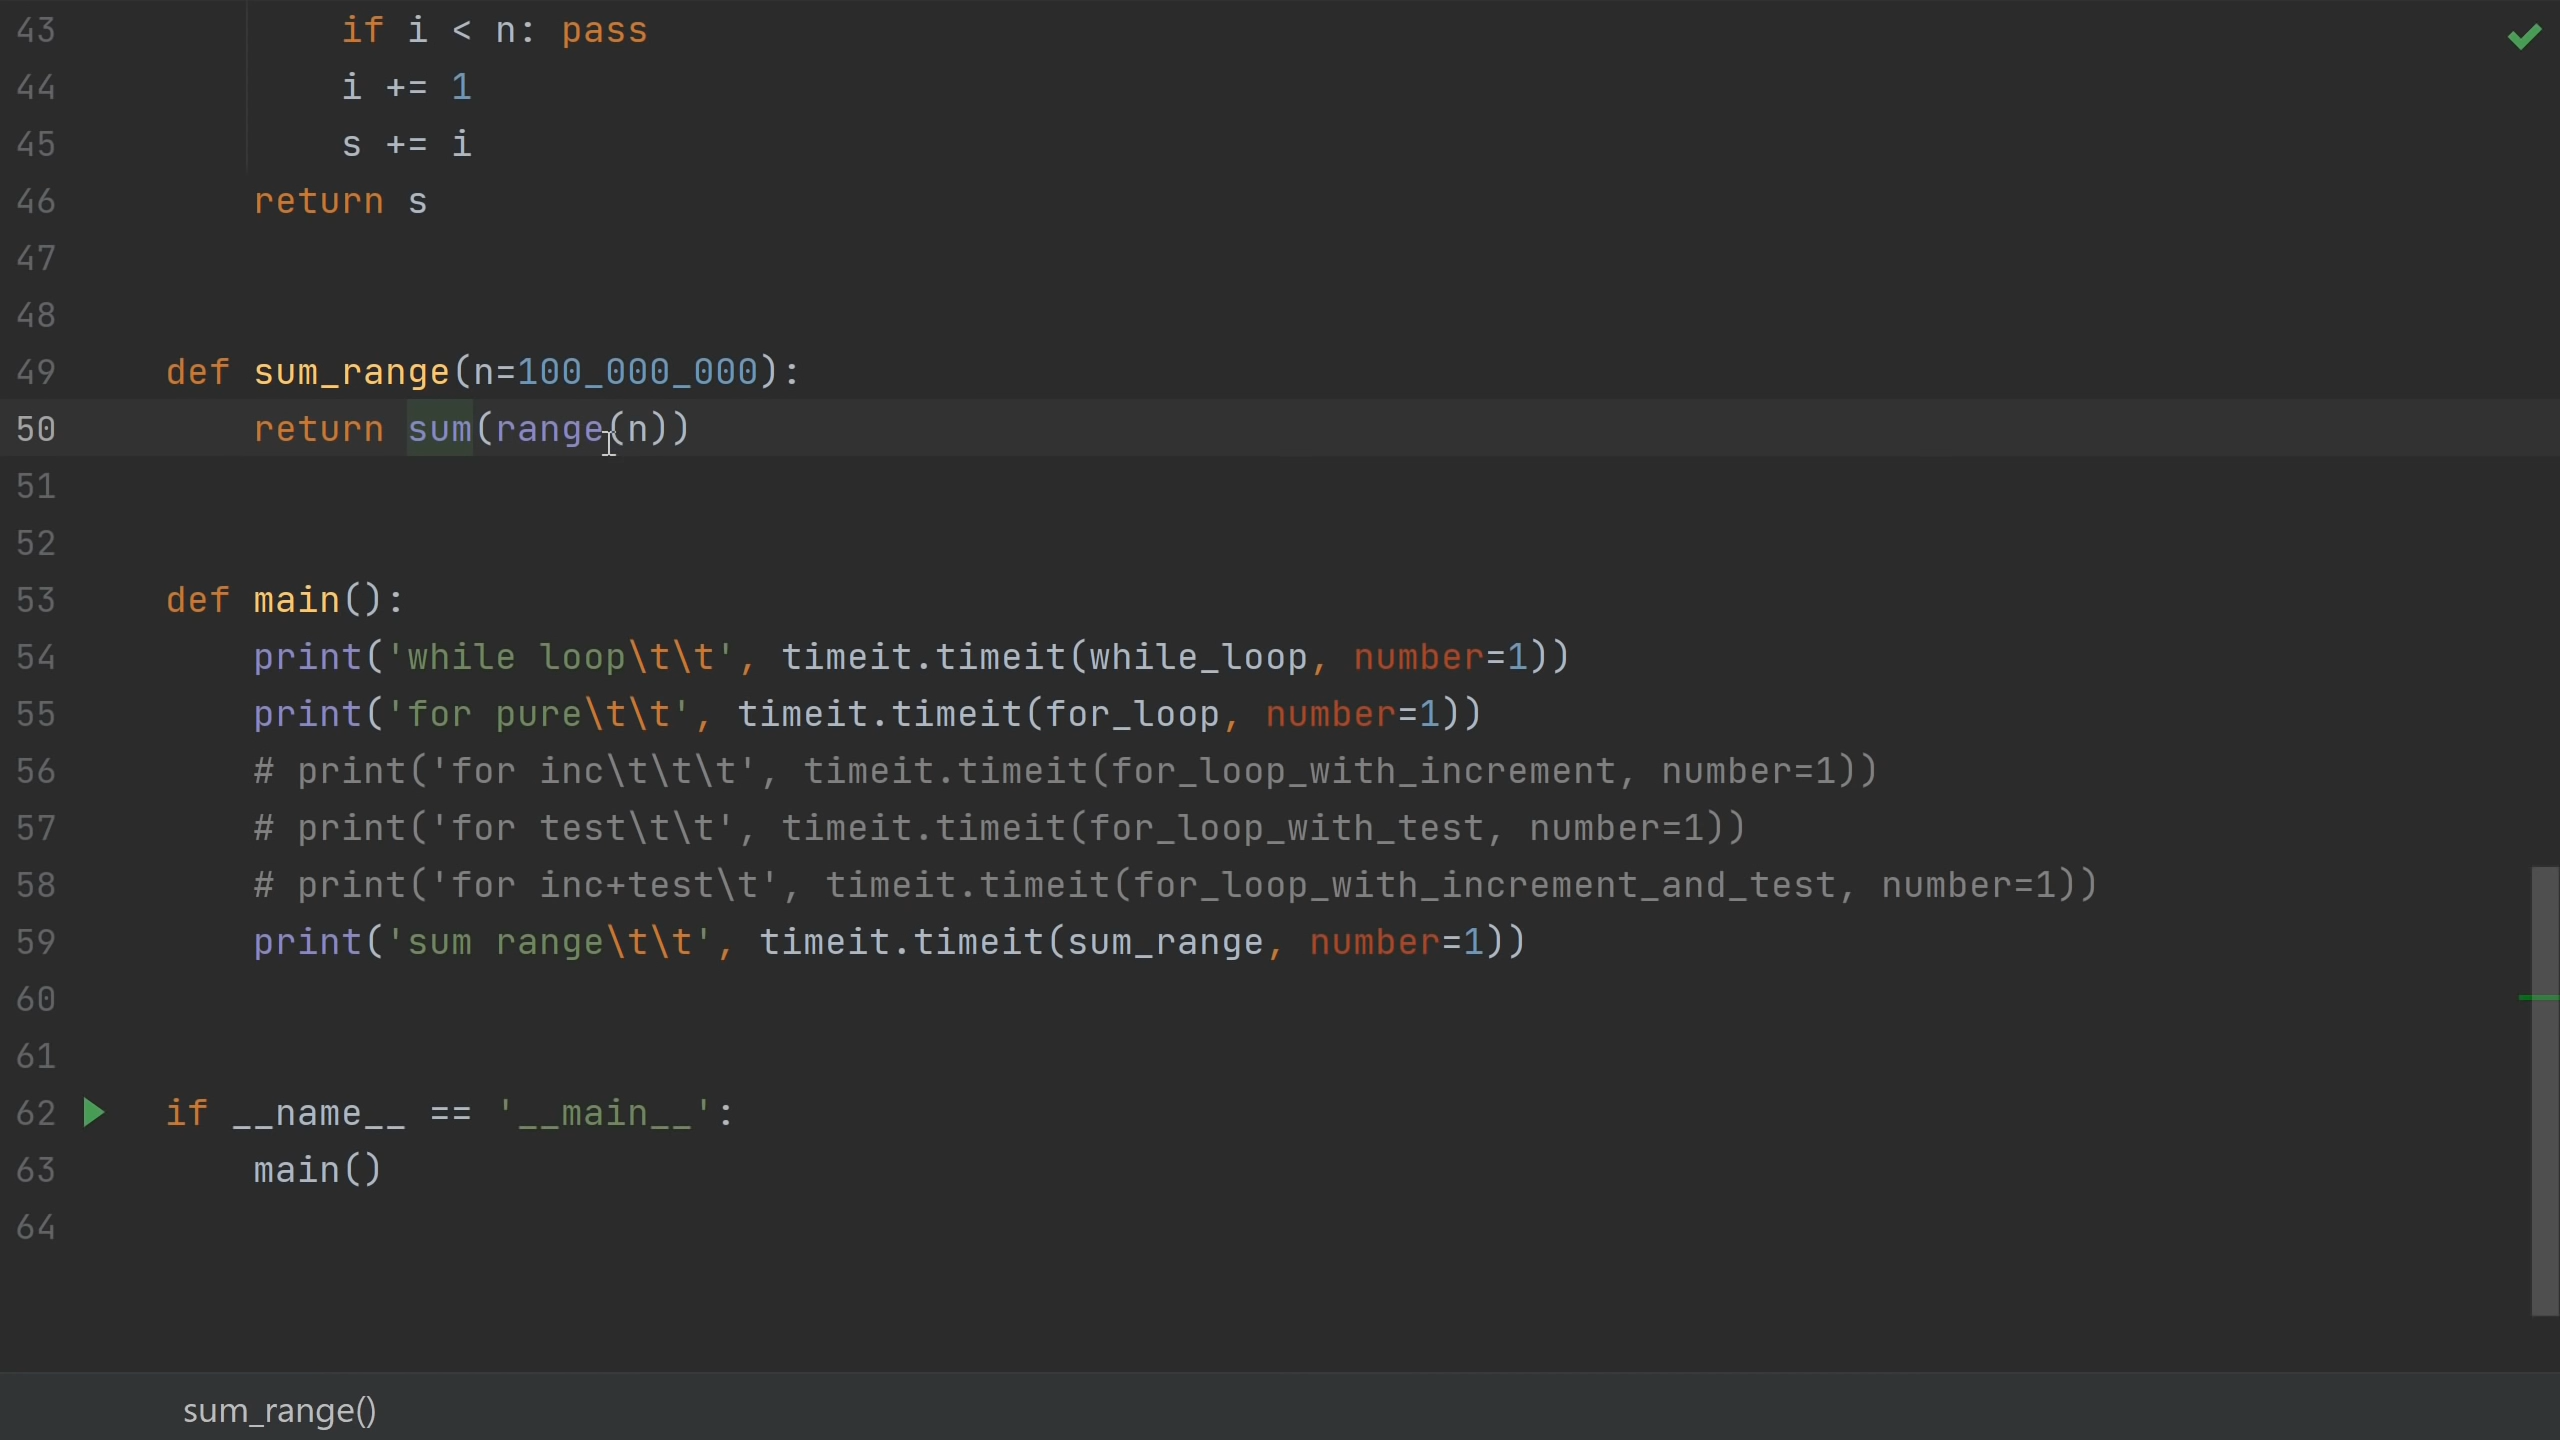 43 if i < n: pass
44 i += 1
45 s += i
46 return s
47
48
49 def sum_range(n=100_000_000):
50 return sum(range(n))
51
52
53 def main():
54 print('while loop\t\t', timeit.timeit(while_loop, number=1))
55 print('for pure\t\t', timeit.timeit(for_loop, number=1))
56 # print('for inc\t\t\t', timeit.timeit(for_loop_with_increment, number=1))
57 # print('for test\t\t', timeit.timeit(for_loop_with_test, number=1))
58 # print('for inc+test\t', timeit.timeit(for_loop_with_increment_and_test, number=1))
59 print('sum range\t\t', timeit.timeit(sum_range, number=1))
60
61
62 if __name__ == '__main__':
63 main()
64
sum_range()